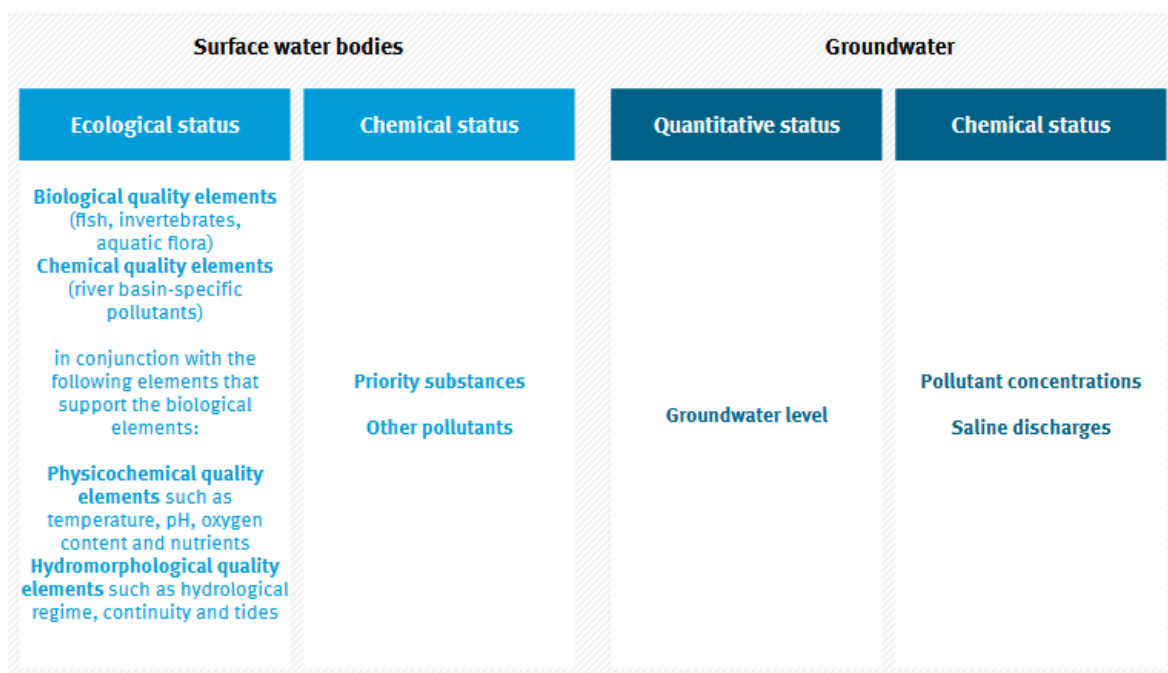 Surface water bodies
Groundwater
Ecological status
Chemical status
Quantitative status
Chemical status
Biological quality elements
(fish, invertebrates,
aquatic flora)
Chemical quality elements
(river basin-specific
pollutants)
in conjunction with the
following elements that
support the biological
elements:
Physicochemical quality
elements such as
temperature, pH, oxygen
content and nutrients
Hydromorphological quality
elements such as hydrological
regime, continuity and tides
Priority substances
Other pollutants
Groundwater level
Pollutant concentrations
Saline discharges